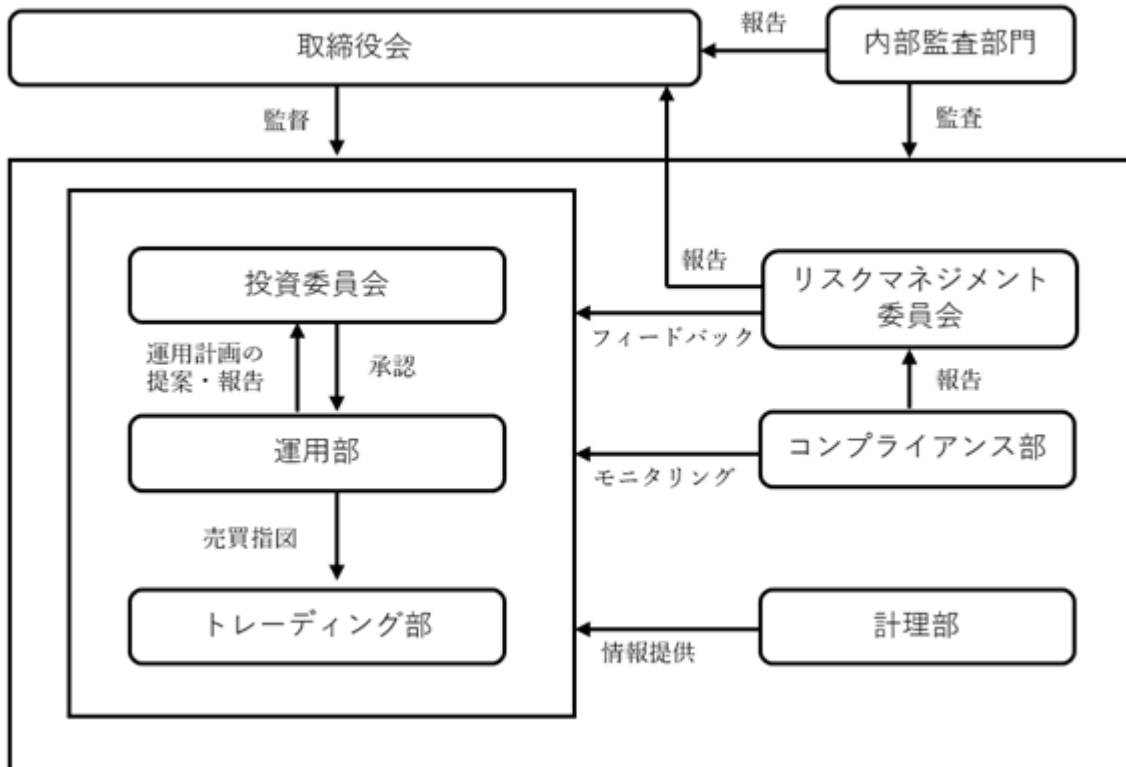 取締役会
報告
内部監査部門
監督
監査
投資委員会
報告
リスクマネジメント
委員会
フィードバック
運用計画の
提案・報告
承認
報告
運用部
コンプライアンス部
モニタリング
売買指図
トレーディング部
計理部
情報提供